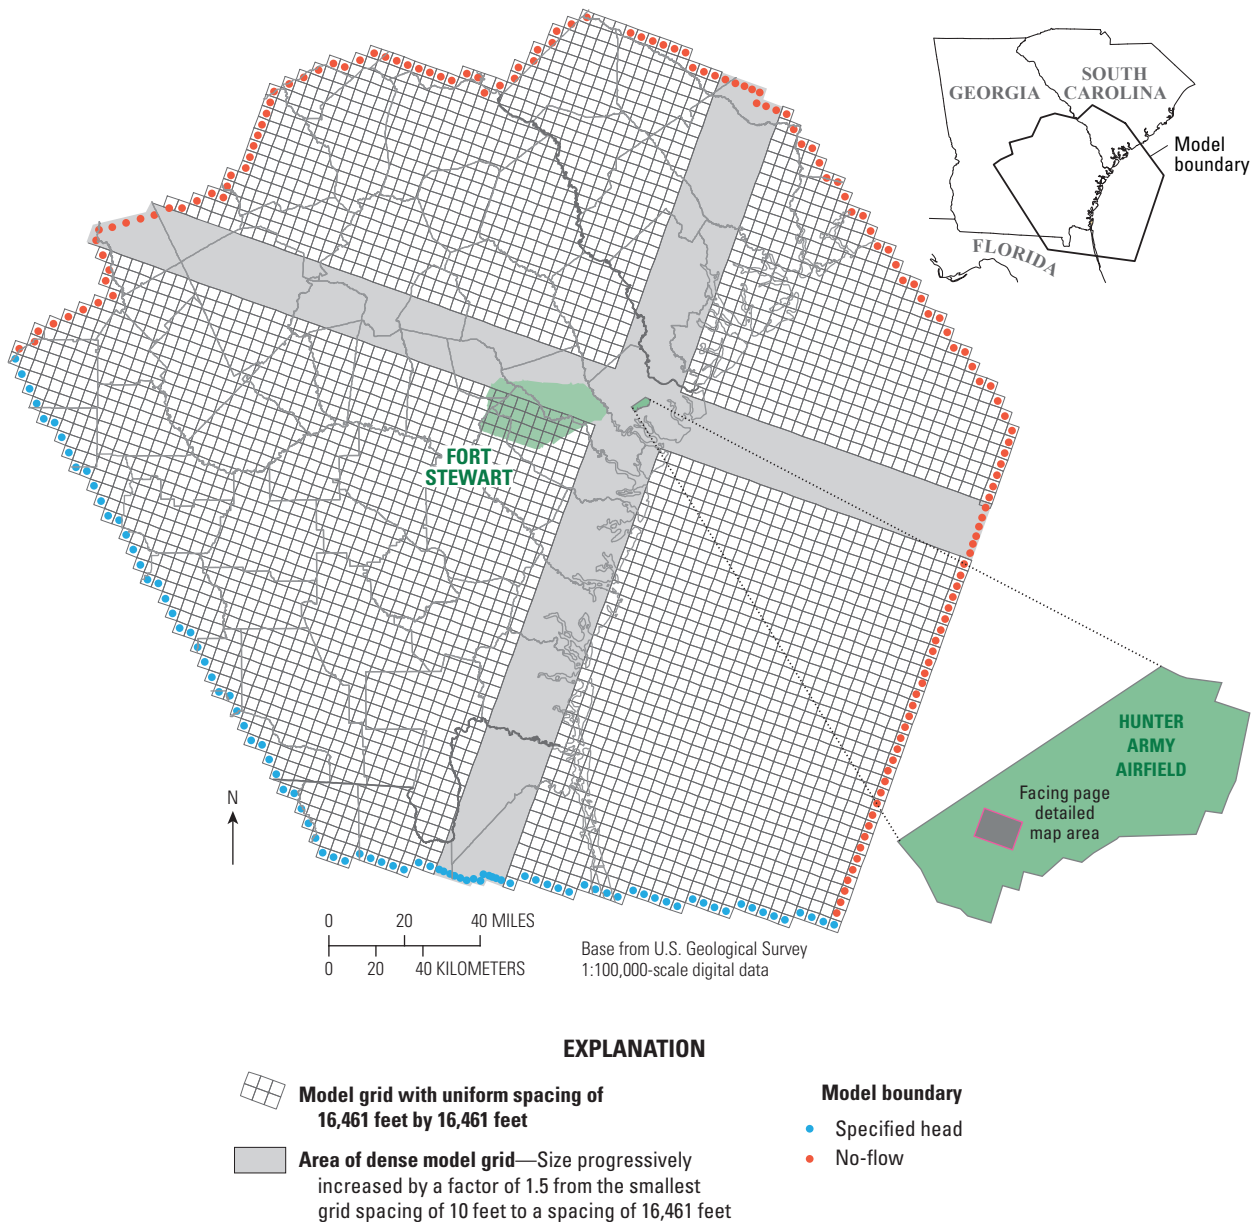 SOUTH
CAROLINA
GEORGIA
Model
boundary
FLORIDA
FORT
STEWART
HUNTER
ARMY
AIRFIELD
Facing page
detailed
map area
N
0 20 40 MILES
0 20 40 KILOMETERS
Base from U.S. Geological Survey
1:100,000-scale digital data
EXPLANATION
Model grid with uniform spacing of
16,461 feet by 16,461 feet
Area of dense model grid—Size progressively
increased by a factor of 1.5 from the smallest
grid spacing of 10 feet to a spacing of 16,461 feet
Model boundary
Specified head
No-flow